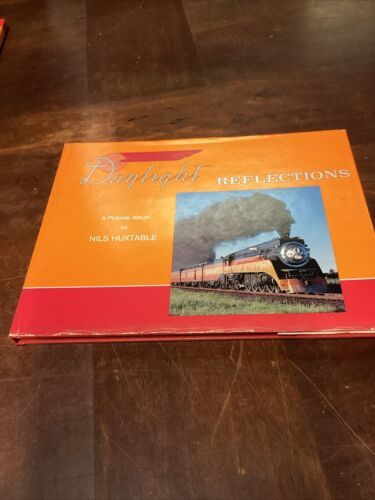 Daylight REFLECTIONS
A Pictorial Album
by
NILS HUXTABLE